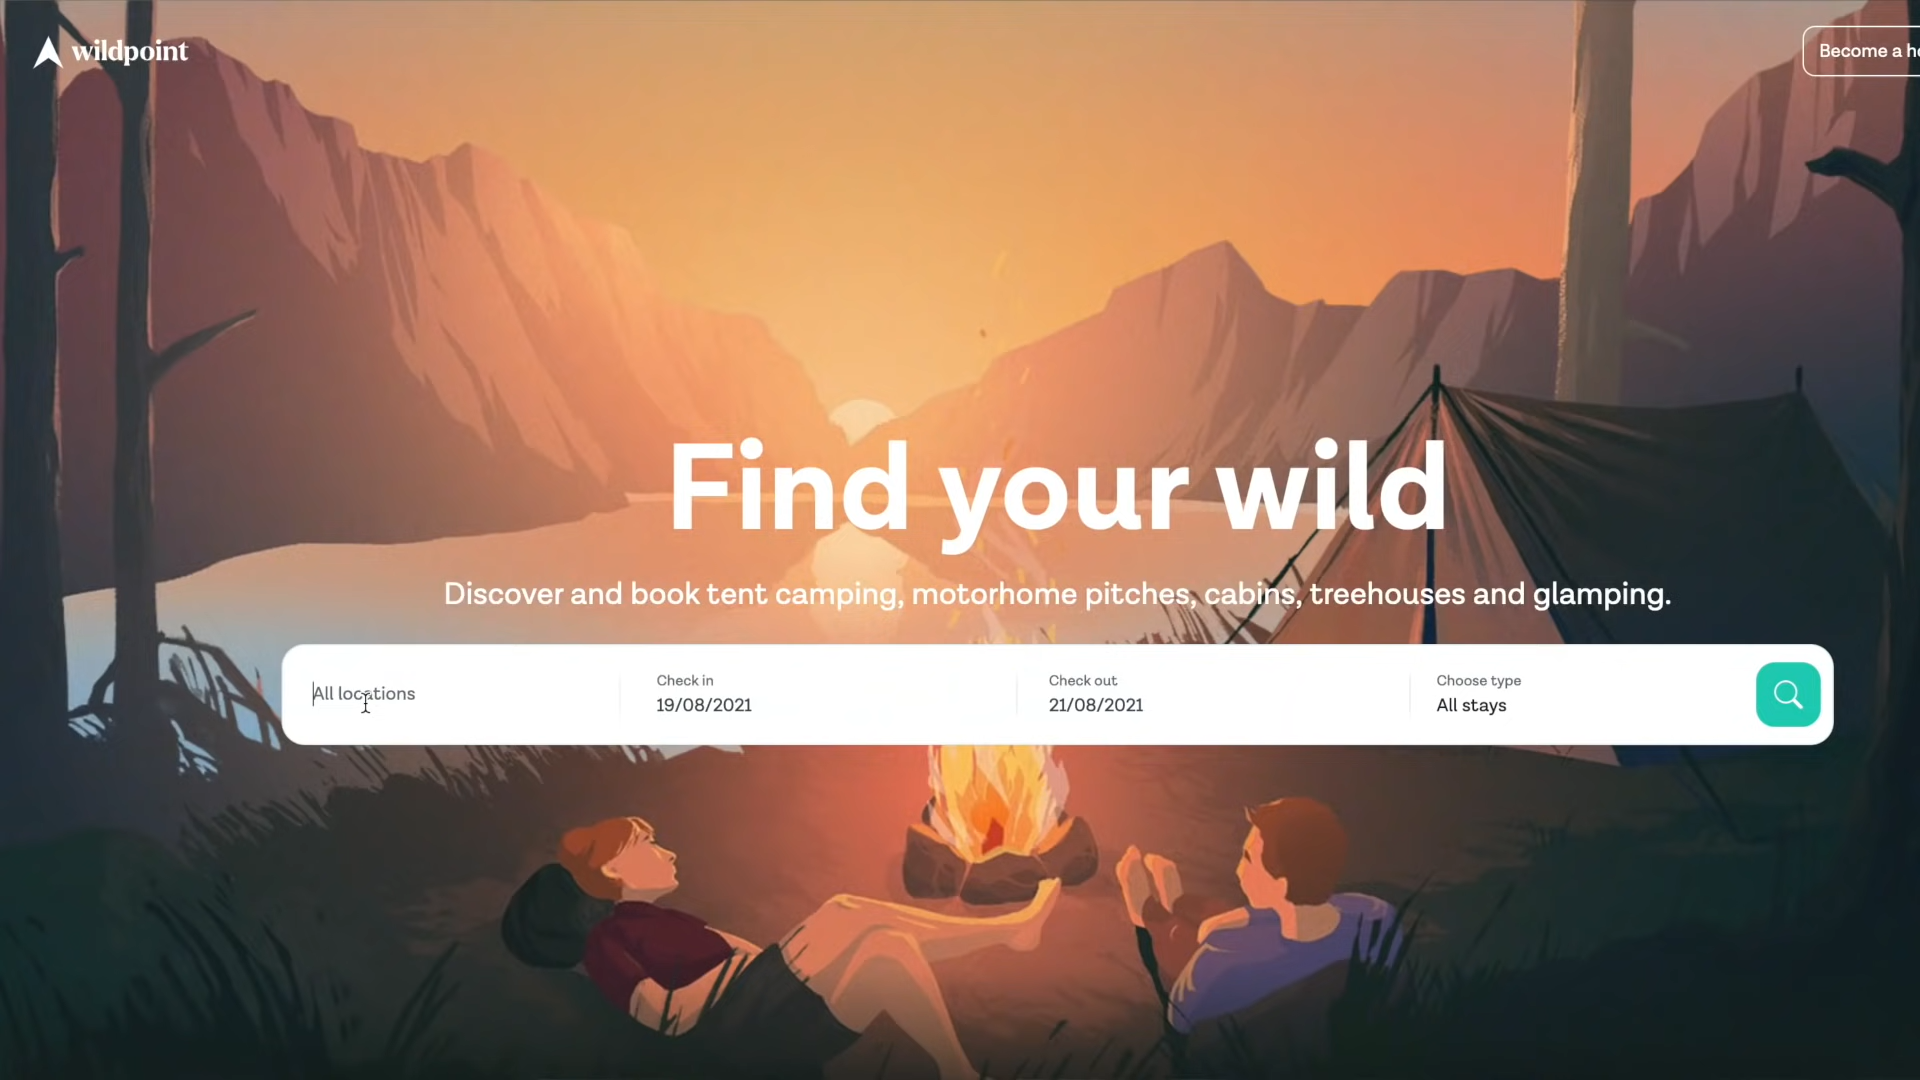 wildpoint
Become a
Find your wild
Discover and book tent camping, motorhome pitches, cabins, treehouses and glamping.
All locations
Check in
19/08/2021
Check out
21/08/2021
Choose type
All stays